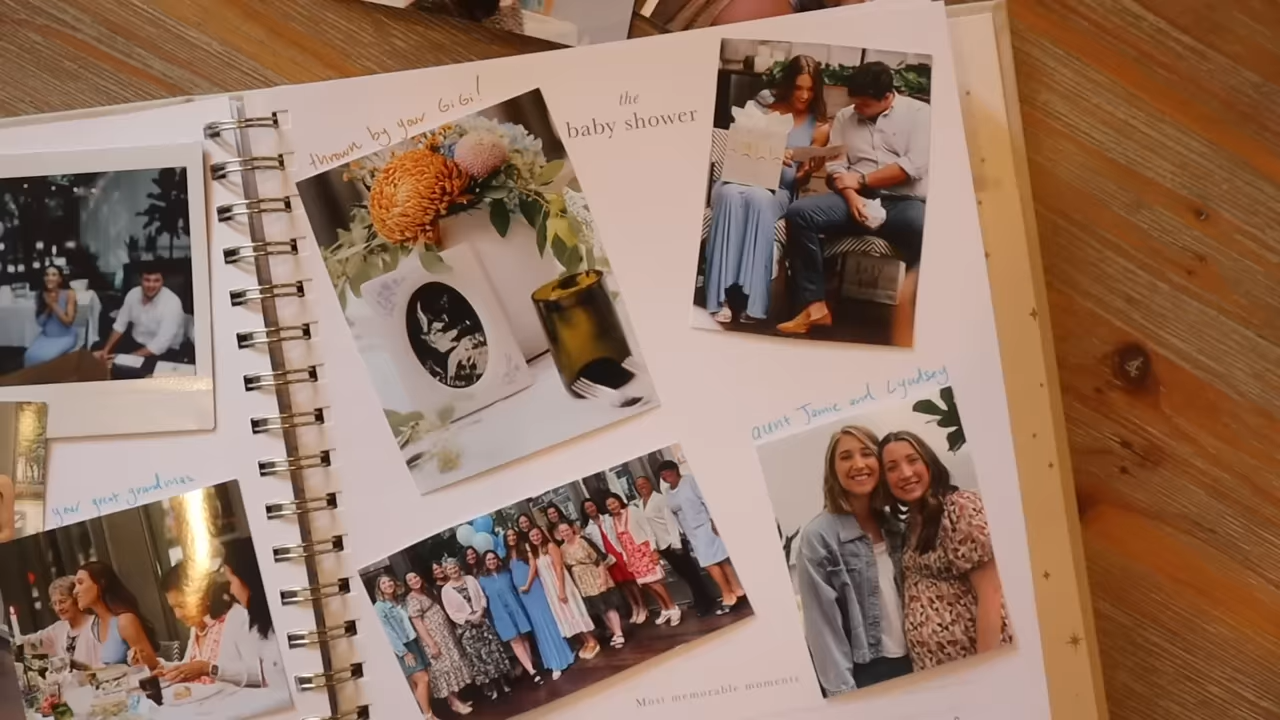 thrown by your GiGi!
the
baby shower
aunt Jamie and Lyndsey
your great grandmas
Most memorable moments